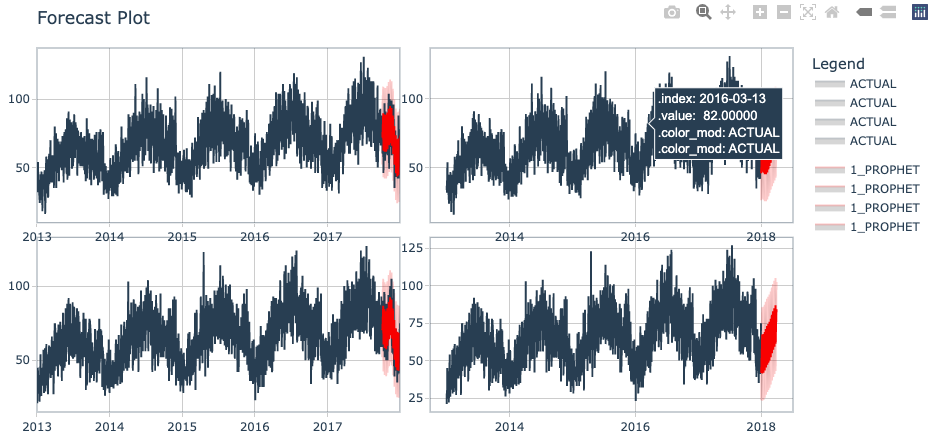 Forecast Plot
Legend
ACTUAL
ACTUAL
ACTUAL
ACTUAL
1_PROPHET
1_PROPHET
1_PROPHET
1_PROPHET
100
50
2013
2014
2015
2016
2017
100
50
.index: 2016-03-13
.value: 82.00000
.color_mod: ACTUAL
.color_mod: ACTUAL
2014
2016
2018
100
50
2013
2014
2015
2016
2017
125
100
75
50
25
2014
2016
2018